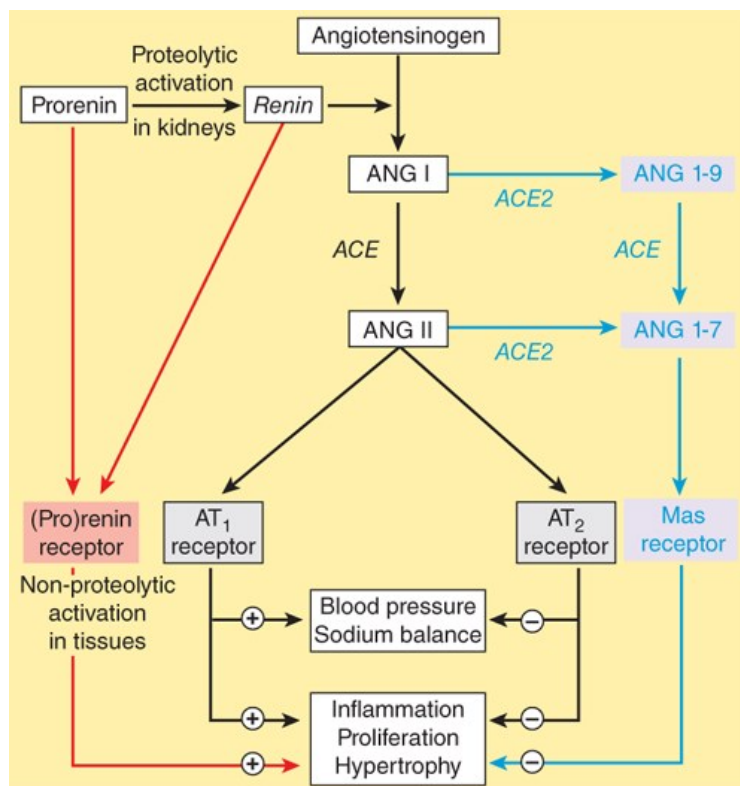 Angiotensinogen
Proteolytic
activation
in kidneys
Prorenin
Renin
ANG I
ACE2
ANG 1-9
ACE
ACE
ANG II
ACE2
ANG 1-7
(Pro)renin
receptor
AT₁
receptor
AT₂
receptor
Mas
receptor
Non-proteolytic
activation
in tissues
+
Blood pressure
Sodium balance
−
+
Inflammation
Proliferation
Hypertrophy
−
+
−